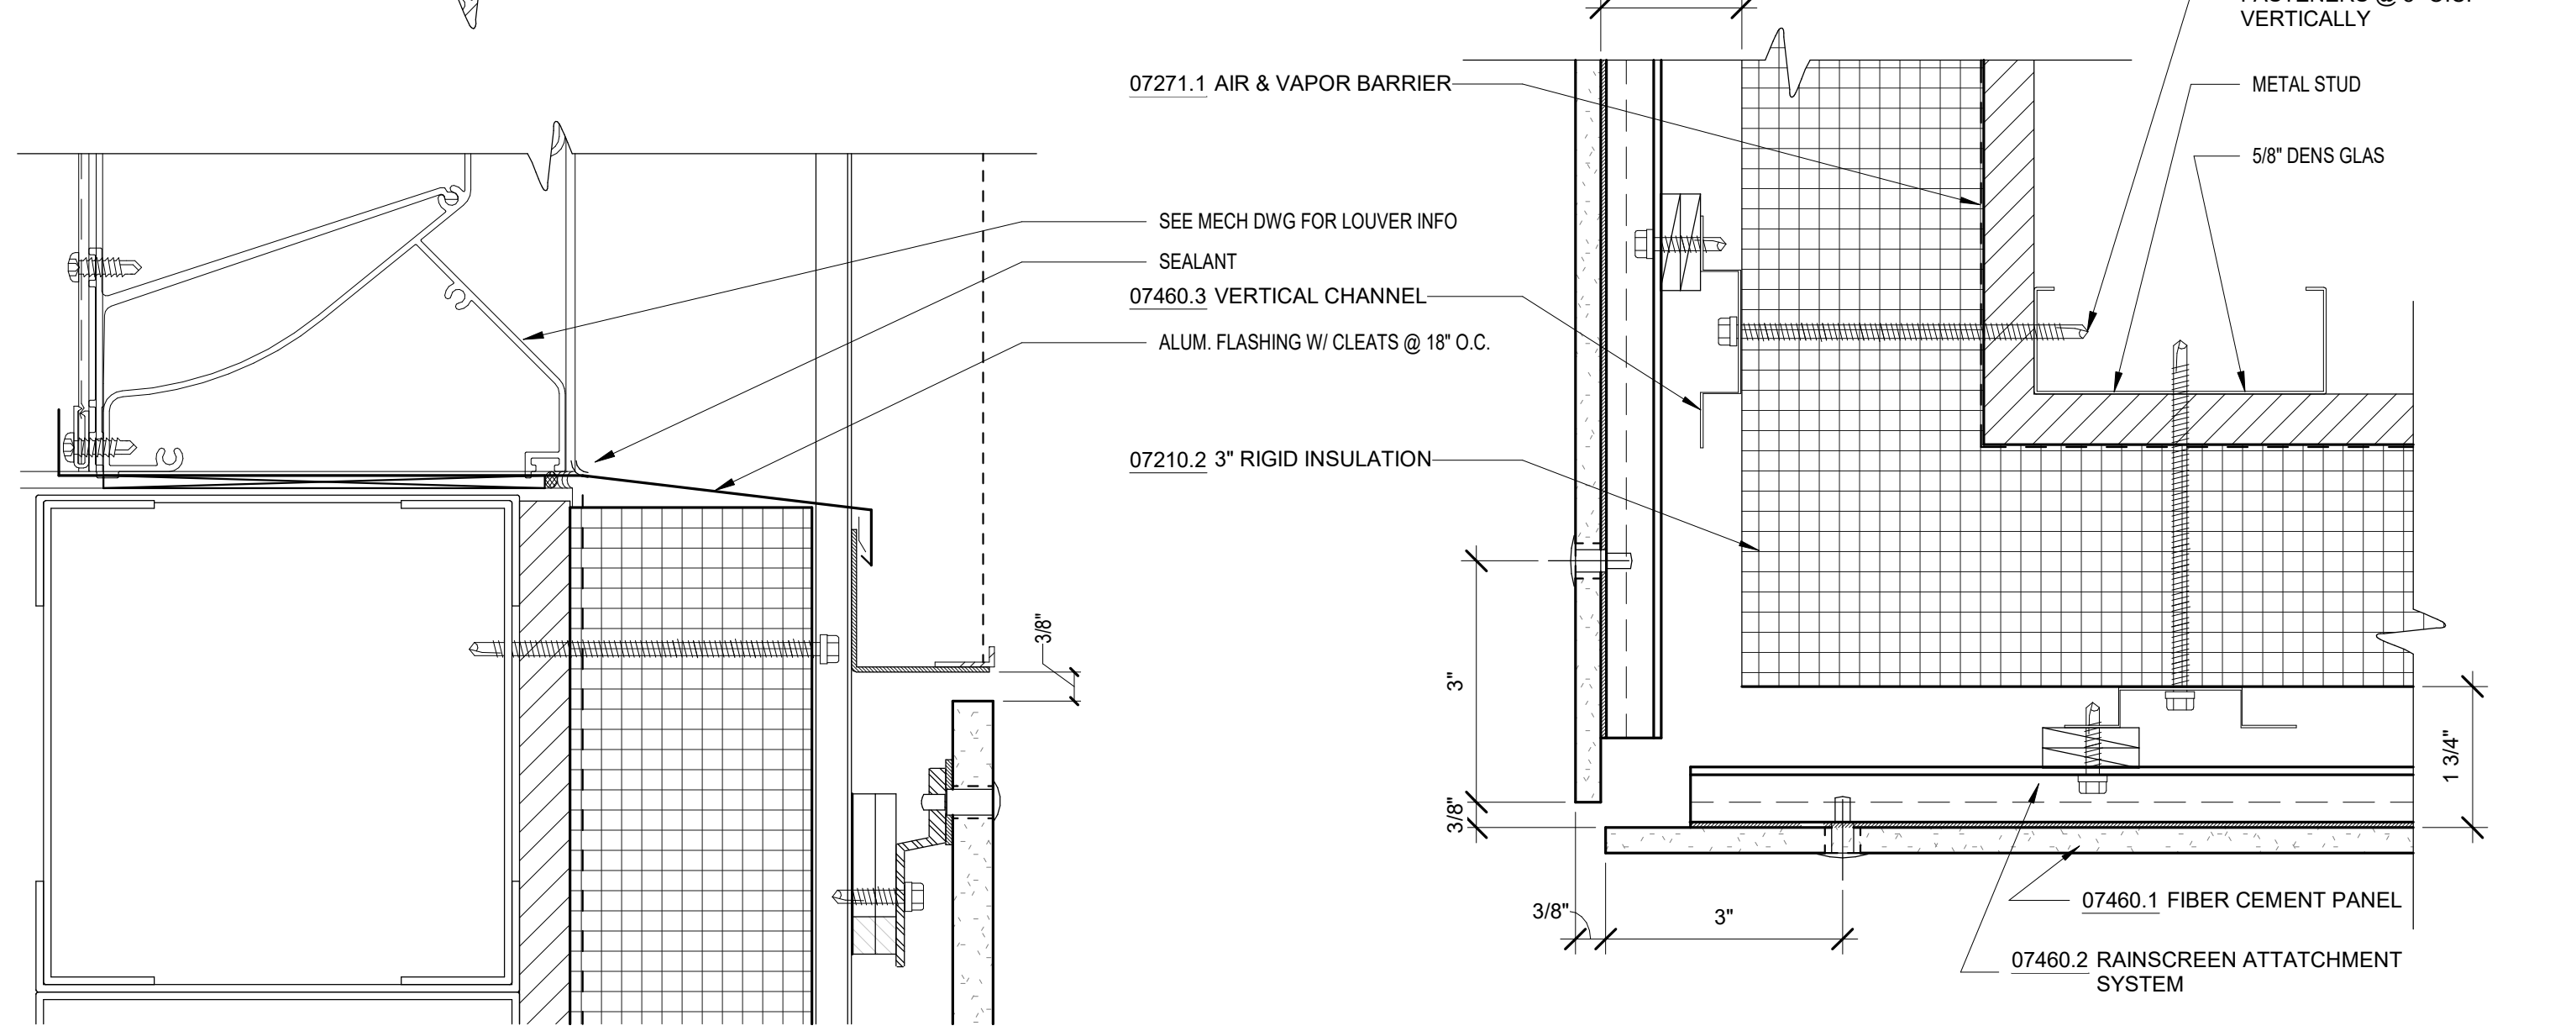 VERTICALLY
07271.1 AIR & VAPOR BARRIER
METAL STUD
5/8" DENS GLAS
SEE MECH DWG FOR LOUVER INFO
SEALANT
07460.3 VERTICAL CHANNEL
ALUM. FLASHING W/ CLEATS @ 18" O.C.
07210.2 3" RIGID INSULATION
3/8"
3"
3/8"
1 3/4"
3/8"
3"
07460.1 FIBER CEMENT PANEL
07460.2 RAINSCREEN ATTATCHMENT
SYSTEM